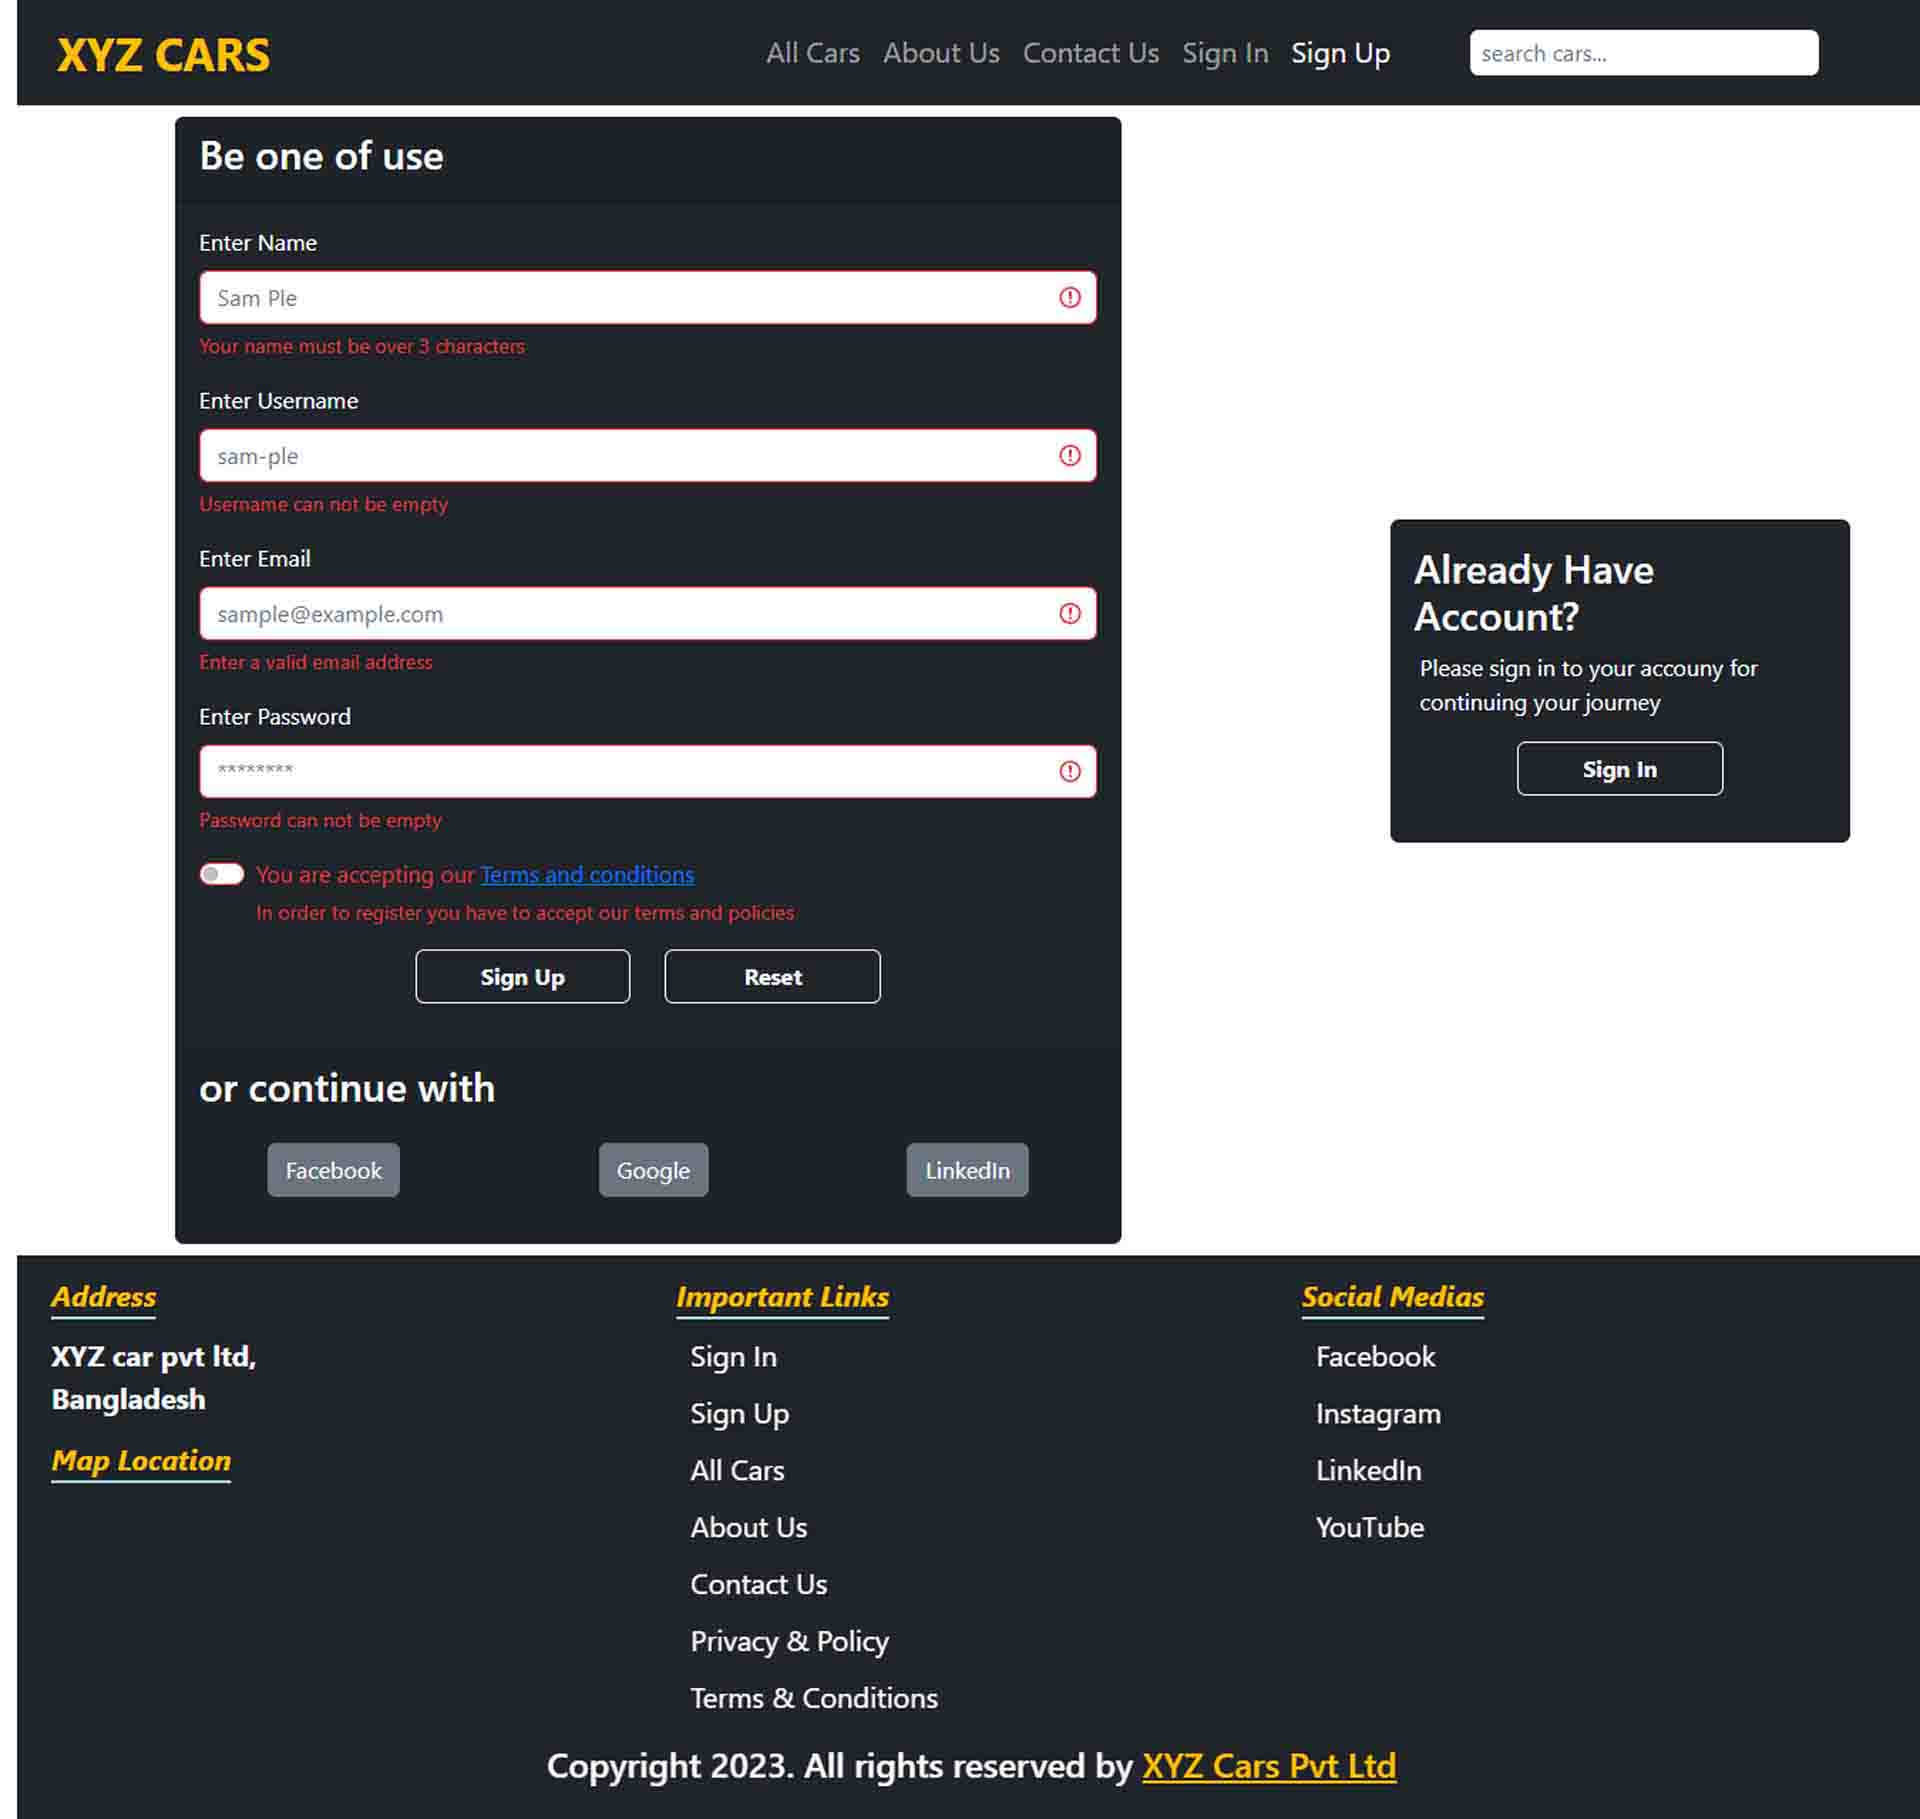 XYZ CARS
All Cars About Us Contact Us Sign In Sign Up
search cars...
Be one of use
Enter Name
Sam Ple
Your name must be over 3 characters
Enter Username
sam-ple
Username can not be empty
Enter Email
sample@example.com
Enter a valid email address
Enter Password
********
Password can not be empty
You are accepting our Terms and conditions
In order to register you have to accept our terms and policies
Sign Up
Reset
or continue with
Facebook
Google
LinkedIn
Already Have
Account?
Please sign in to your accouny for
continuing your journey
Sign In
Address
XYZ car pvt ltd,
Bangladesh
Map Location
Important Links
Sign In
Sign Up
All Cars
About Us
Contact Us
Privacy & Policy
Terms & Conditions
Social Medias
Facebook
Instagram
LinkedIn
YouTube
Copyright 2023. All rights reserved by XYZ Cars Pvt Ltd